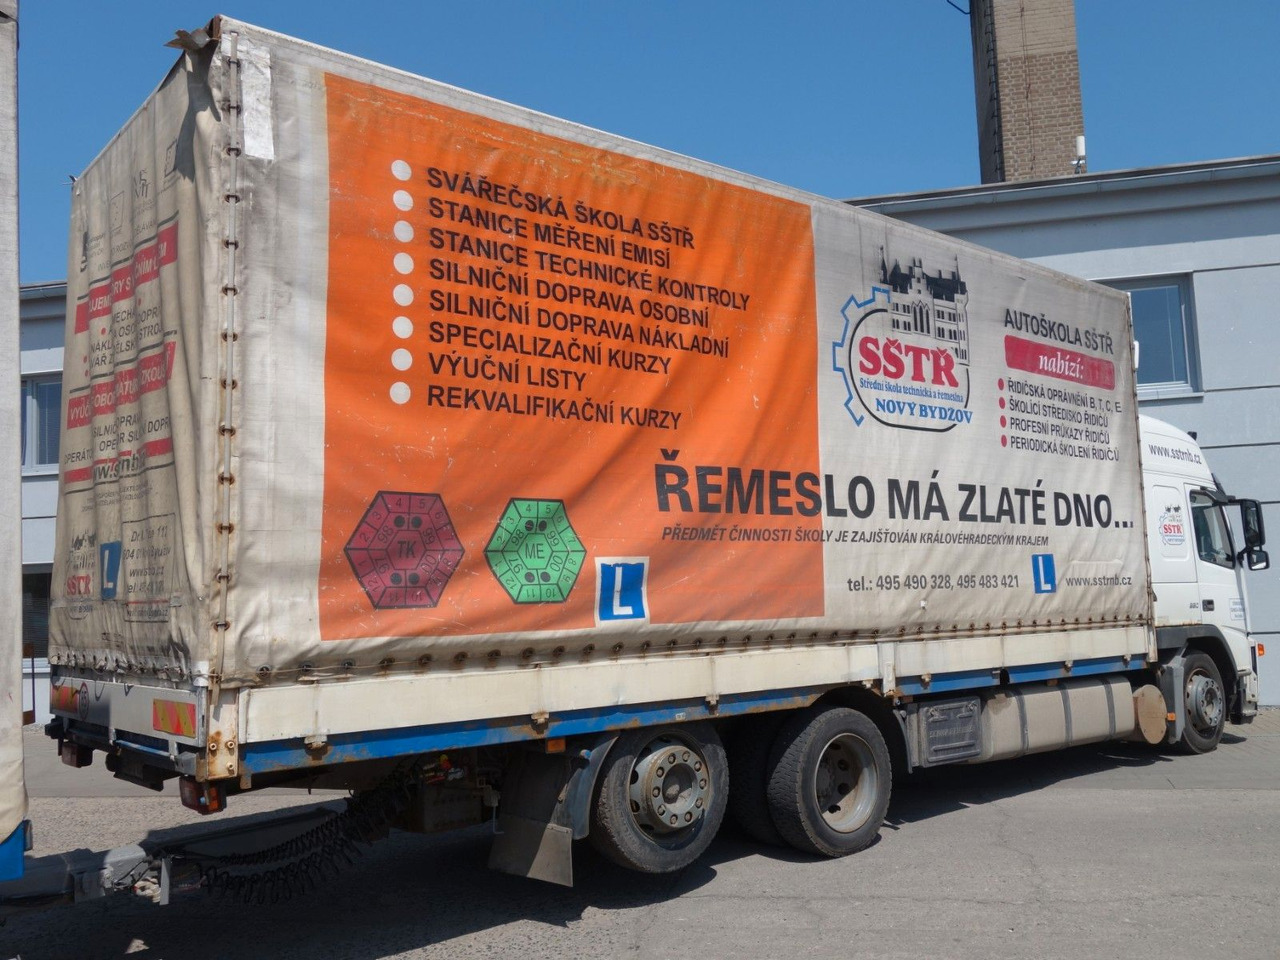 SVÁŘEČSKÁ ŠKOLA SŠTŘ
STANICE MĚŘENÍ EMISÍ
STANICE TECHNICKÉ KONTROLY
SILNIČNÍ DOPRAVA OSOBNÍ
SILNIČNÍ DOPRAVA NÁKLADNÍ
SPECIALIZAČNÍ KURZY
VÝUČNÍ LISTY
REKVALIFIKAČNÍ KURZY
SŠTŘ
Střední škola technická a řemeslná
NOVÝ BYDŽOV
AUTOŠKOLA SŠTŘ
nabízí:
ŘIDIČSKÁ OPRÁVNĚNÍ B, T, C, E
ŠKOLÍCÍ STŘEDISKO ŘIDIČŮ
PROFESNÍ PRŮKAZY ŘIDIČŮ
PERIODICKÁ ŠKOLENÍ ŘIDIČŮ
ŘEMESLO MÁ ZLATÉ DNO...
PŘEDMĚT ČINNOSTI ŠKOLY JE ZAJIŠŤOVÁN KRÁLOVÉHRADECKÝM KRAJEM
tel.: 495 490 328, 495 483 421
L
www.sstrnb.cz
TK
ME
L
www.sstrnb.cz
SŠTŘ
SŠTŘ
L